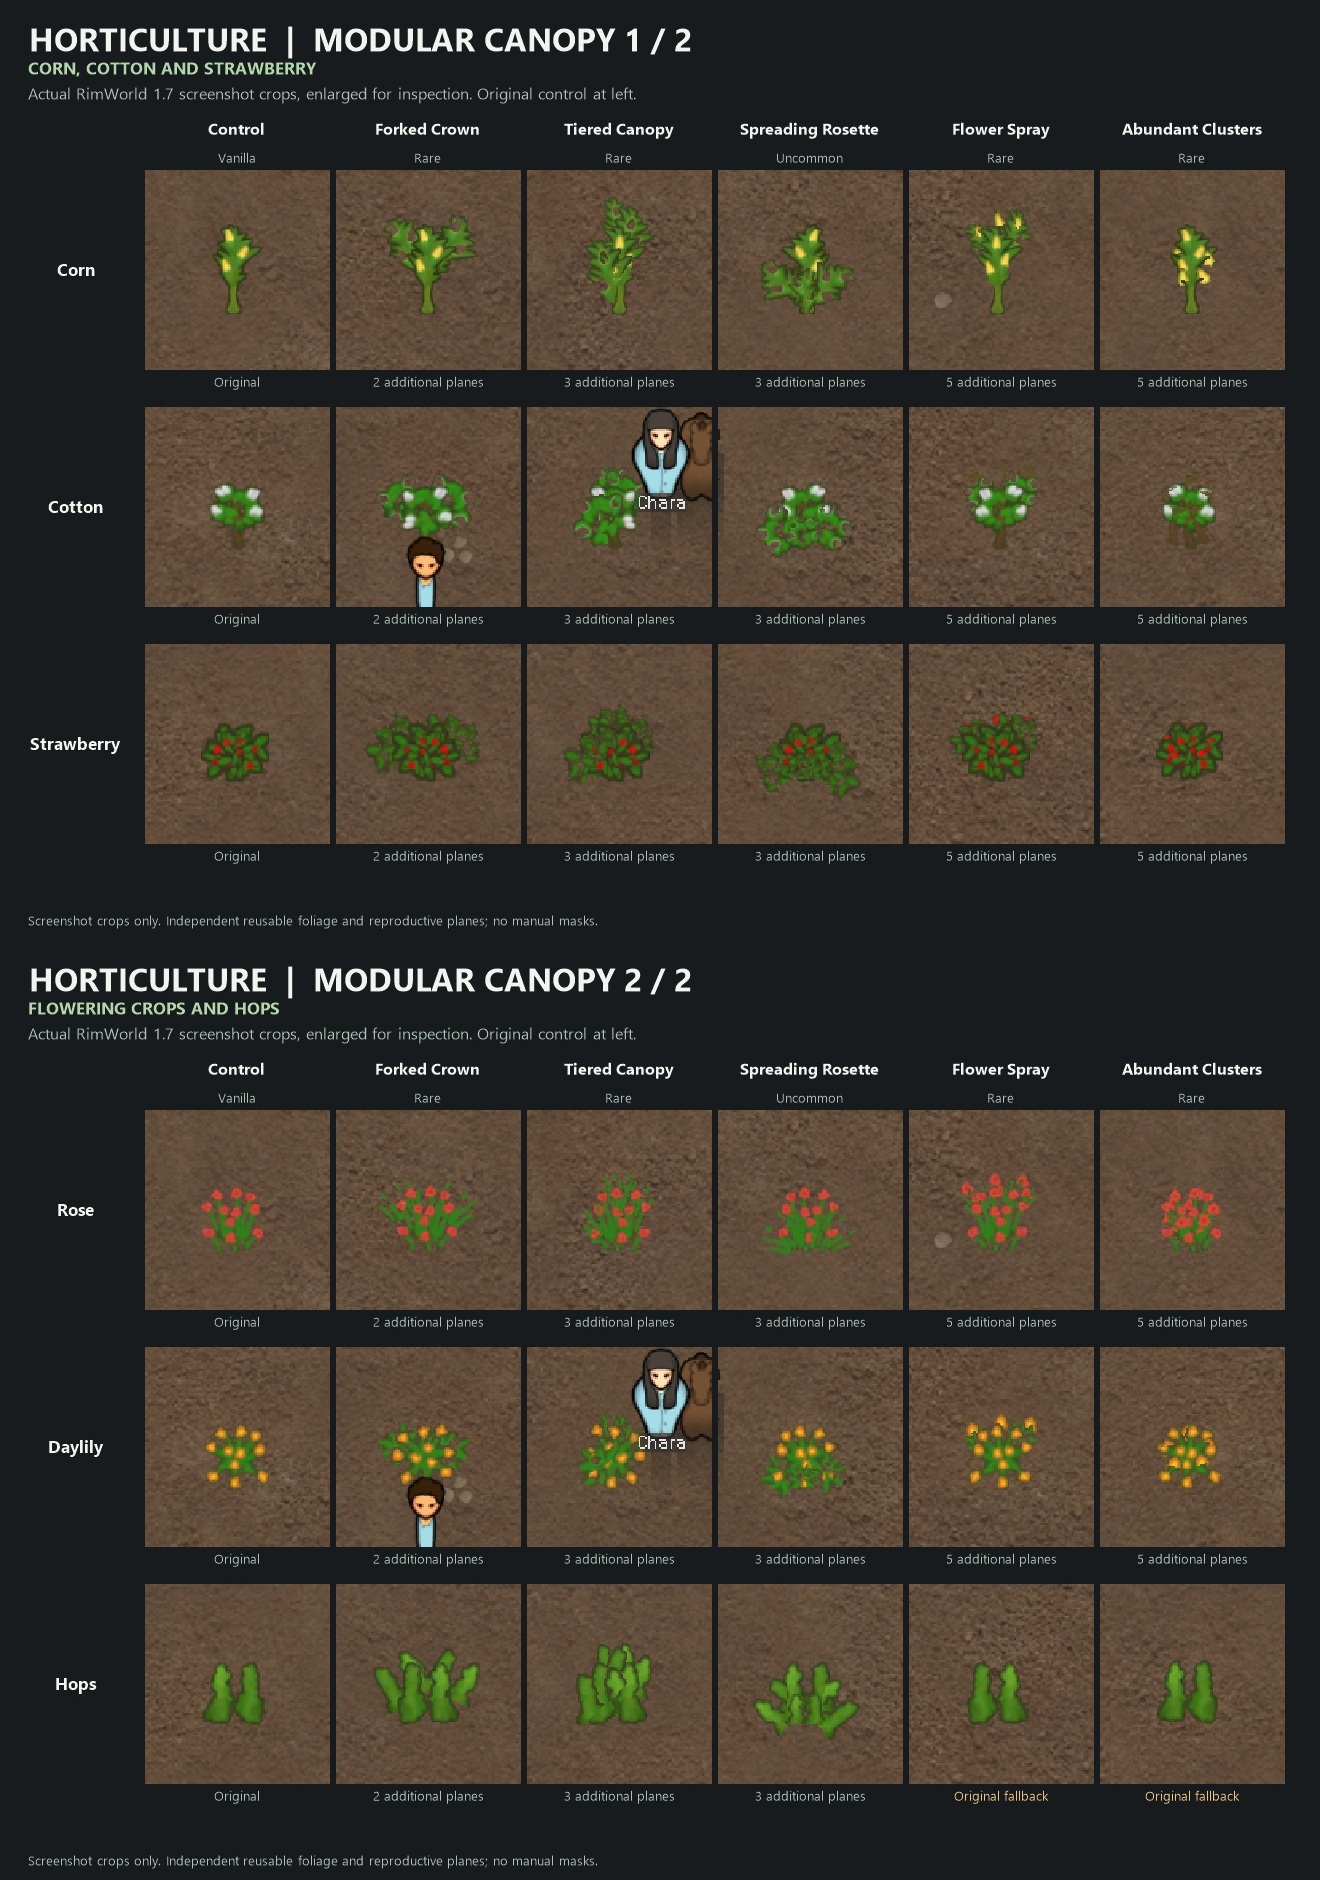 HORTICULTURE | MODULAR CANOPY 1 / 2
CORN, COTTON AND STRAWBERRY
Actual RimWorld 1.7 screenshot crops, enlarged for inspection. Original control at left.
Control Forked Crown Tiered Canopy Spreading Rosette Flower Spray Abundant Clusters
Vanilla Rare Rare Uncommon Rare Rare
Corn
Original 2 additional planes 3 additional planes 3 additional planes 5 additional planes 5 additional planes
Chara
Cotton
Original 2 additional planes 3 additional planes 3 additional planes 5 additional planes 5 additional planes
Strawberry
Original 2 additional planes 3 additional planes 3 additional planes 5 additional planes 5 additional planes
Screenshot crops only. Independent reusable foliage and reproductive planes; no manual masks.
HORTICULTURE | MODULAR CANOPY 2 / 2
FLOWERING CROPS AND HOPS
Actual RimWorld 1.7 screenshot crops, enlarged for inspection. Original control at left.
Control Forked Crown Tiered Canopy Spreading Rosette Flower Spray Abundant Clusters
Vanilla Rare Rare Uncommon Rare Rare
Rose
Original 2 additional planes 3 additional planes 3 additional planes 5 additional planes 5 additional planes
Chara
Daylily
Original 2 additional planes 3 additional planes 3 additional planes 5 additional planes 5 additional planes
Hops
Original 2 additional planes 3 additional planes 3 additional planes Original fallback Original fallback
Screenshot crops only. Independent reusable foliage and reproductive planes; no manual masks.